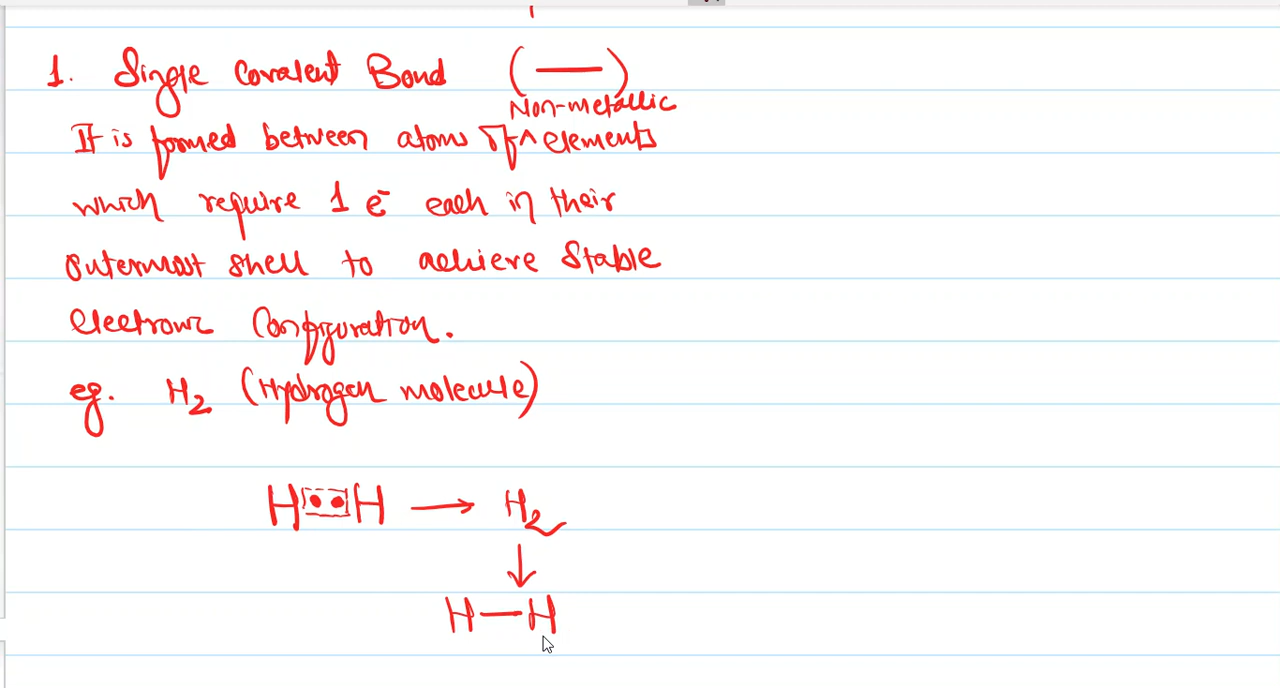 1. Single Covalent Bond (—)
Non-metallic
It is formed between atoms of ^ elements
which require 1 e⁻ each in their
outermost shell to achieve Stable
electronic Configuration.
eg. H₂ (Hydrogen molecule)
H••H → H₂
↓
H—H